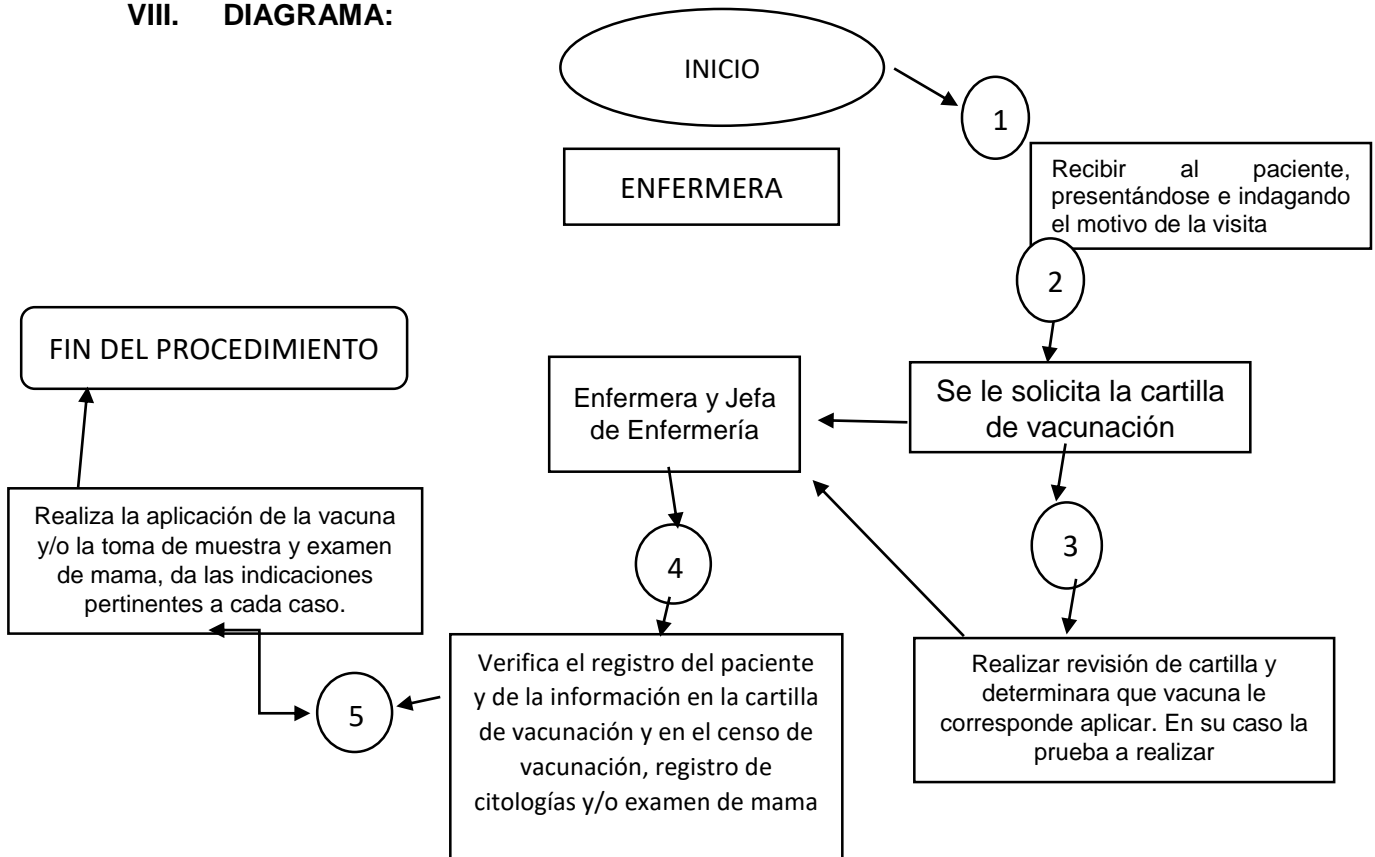 VIII. DIAGRAMA:
INICIO
1
ENFERMERA
Recibir al paciente,
presentándose e indagando
el motivo de la visita
2
Se le solicita la cartilla
de vacunación
Enfermera y Jefa
de Enfermería
3
Realizar revisión de cartilla y
determinara que vacuna le
corresponde aplicar. En su caso la
prueba a realizar
4
Verifica el registro del paciente
y de la información en la cartilla
de vacunación y en el censo de
vacunación, registro de
citologías y/o examen de mama
5
Realiza la aplicación de la vacuna
y/o la toma de muestra y examen
de mama, da las indicaciones
pertinentes a cada caso.
FIN DEL PROCEDIMIENTO